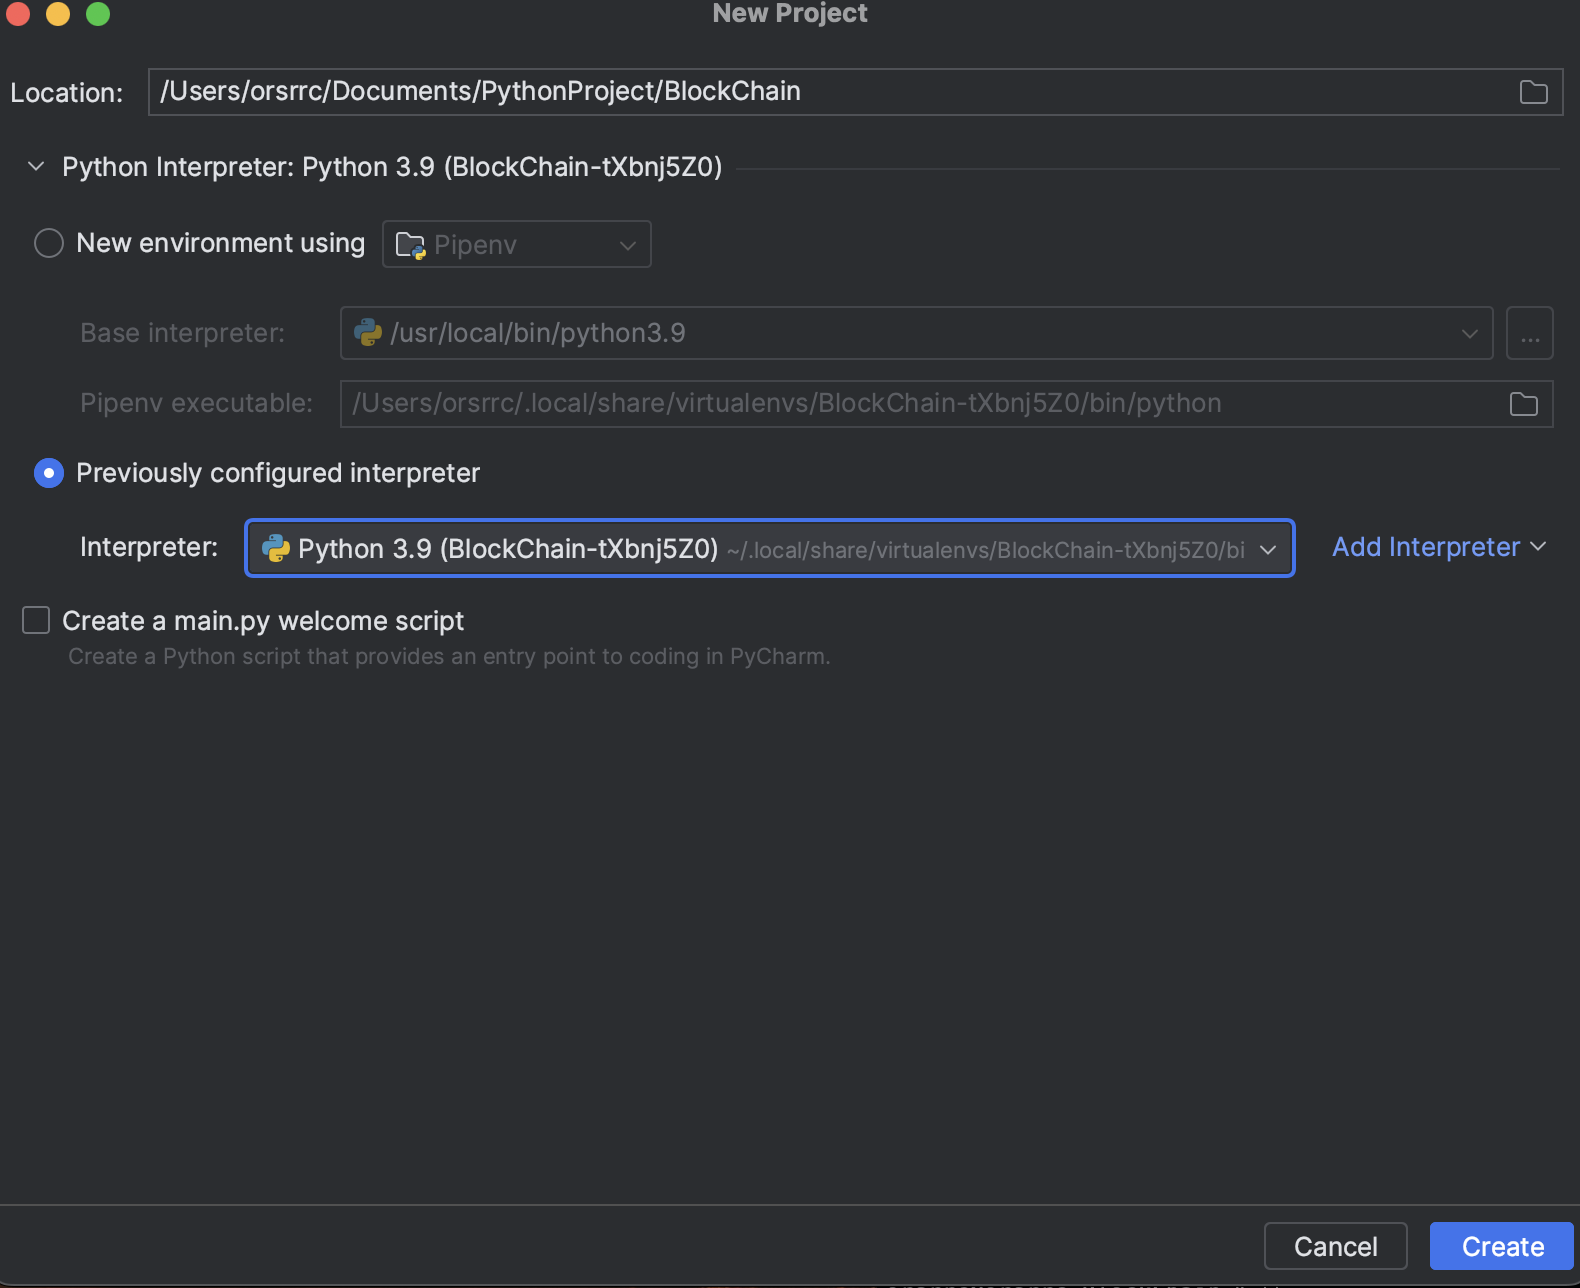 New Project
Location: /Users/orsrrc/Documents/PythonProject/BlockChain
Python Interpreter: Python 3.9 (BlockChain-tXbnj5Z0)
New environment using Pipenv
Base interpreter: /usr/local/bin/python3.9 ...
Pipenv executable: /Users/orsrrc/.local/share/virtualenvs/BlockChain-tXbnj5Z0/bin/python
Previously configured interpreter
Interpreter: Python 3.9 (BlockChain-tXbnj5Z0) ~/.local/share/virtualenvs/BlockChain-tXbnj5Z0/bi Add Interpreter
Create a main.py welcome script
Create a Python script that provides an entry point to coding in PyCharm.
Cancel Create